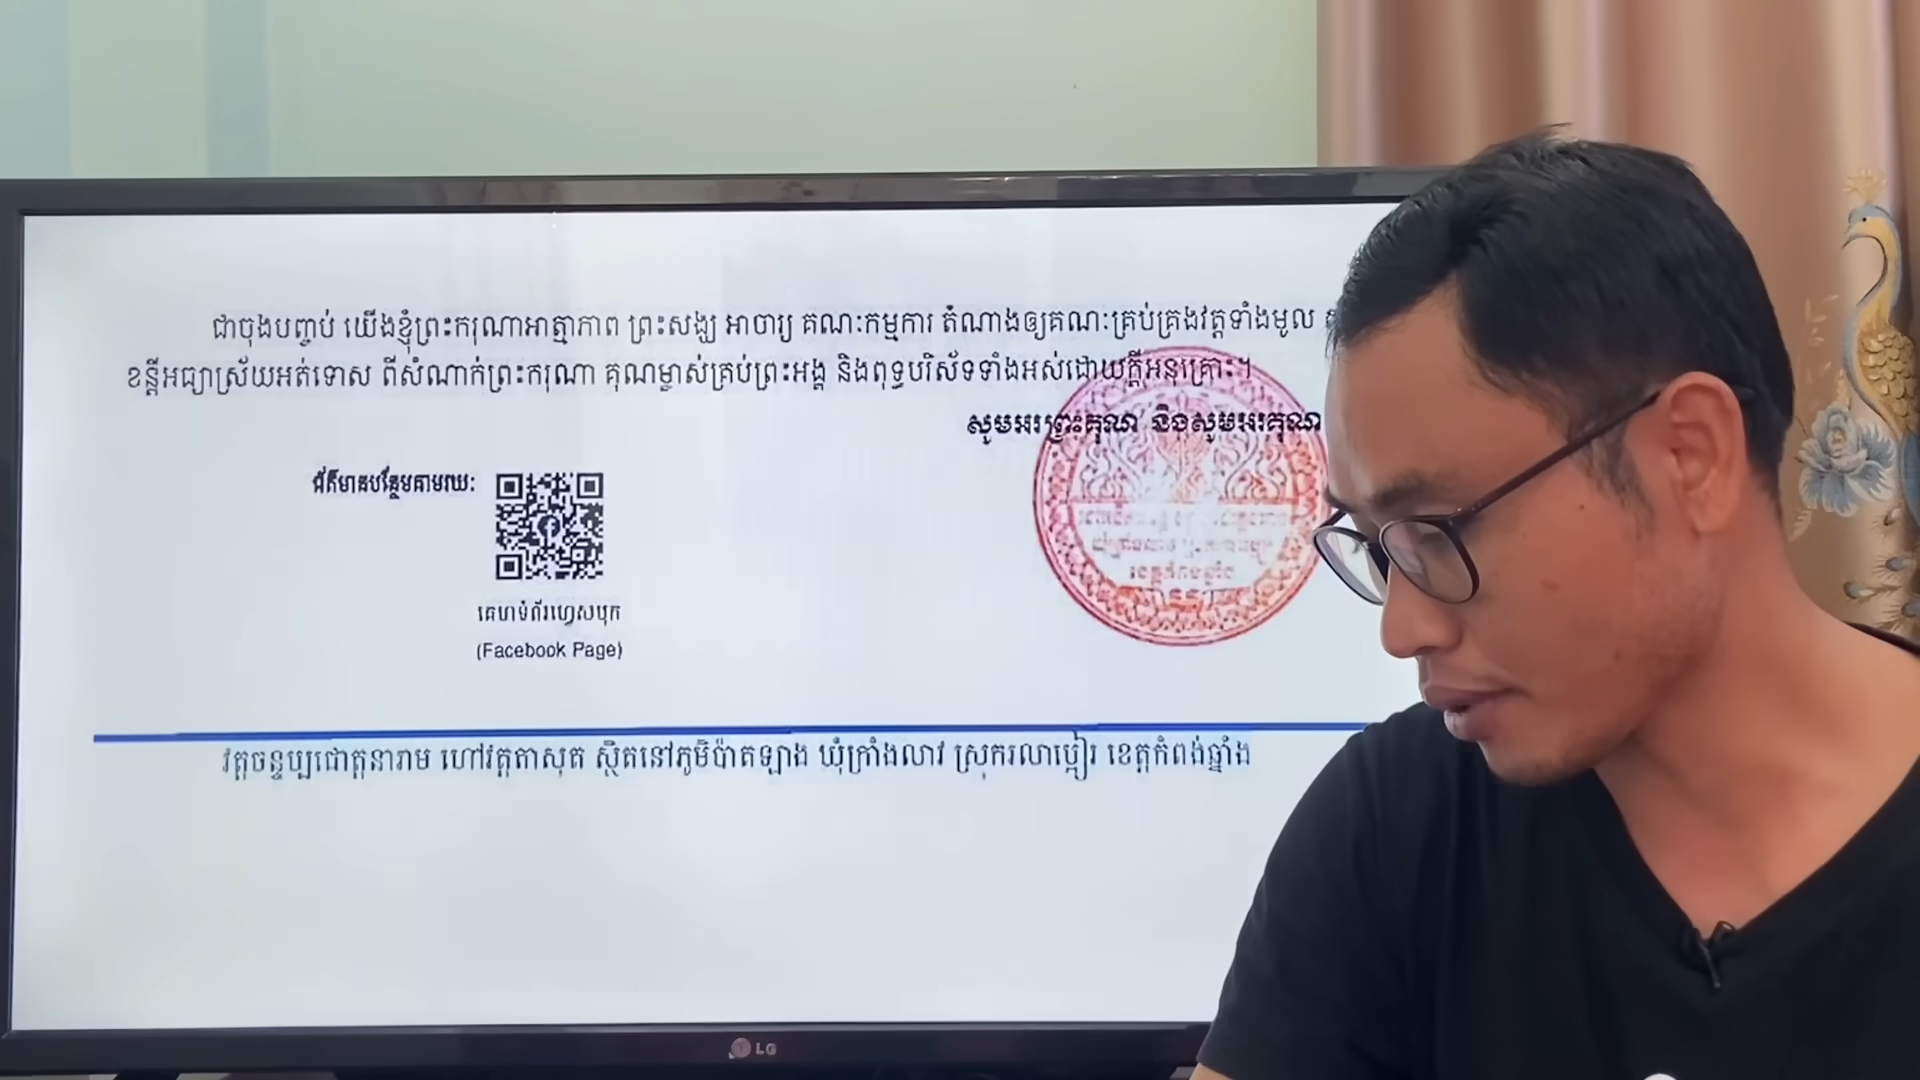 ជាចុងបញ្ចប់ យើងខ្ញុំព្រះករុណាអាត្មាភាព ព្រះសង្ឃ អាចារ្យ គណៈកម្មការ តំណាងឲ្យគណៈគ្រប់គ្រងវត្តទាំងមូល
ខន្តីអធ្យាស្រ័យអត់ទោស ពីសំណាក់ព្រះករុណា គុណម្ចាស់គ្រប់ព្រះអង្គ និងពុទ្ធបរិស័ទទាំងអស់ដោយក្តីអនុគ្រោះ។
សូមអរព្រះគុណ និងសូមអរគុណ
ព័ត៌មានបន្ថែមតាមរយៈ
គេហទំព័រហ្វេសប៊ុក
(Facebook Page)
វត្តចន្ទប្បជោត្តនារាម ហៅវត្តតាសុត ស្ថិតនៅភូមិប៉ាតឡាង ឃុំក្រាំងលាវ ស្រុករលាប្អៀរ ខេត្តកំពង់ឆ្នាំង
LG